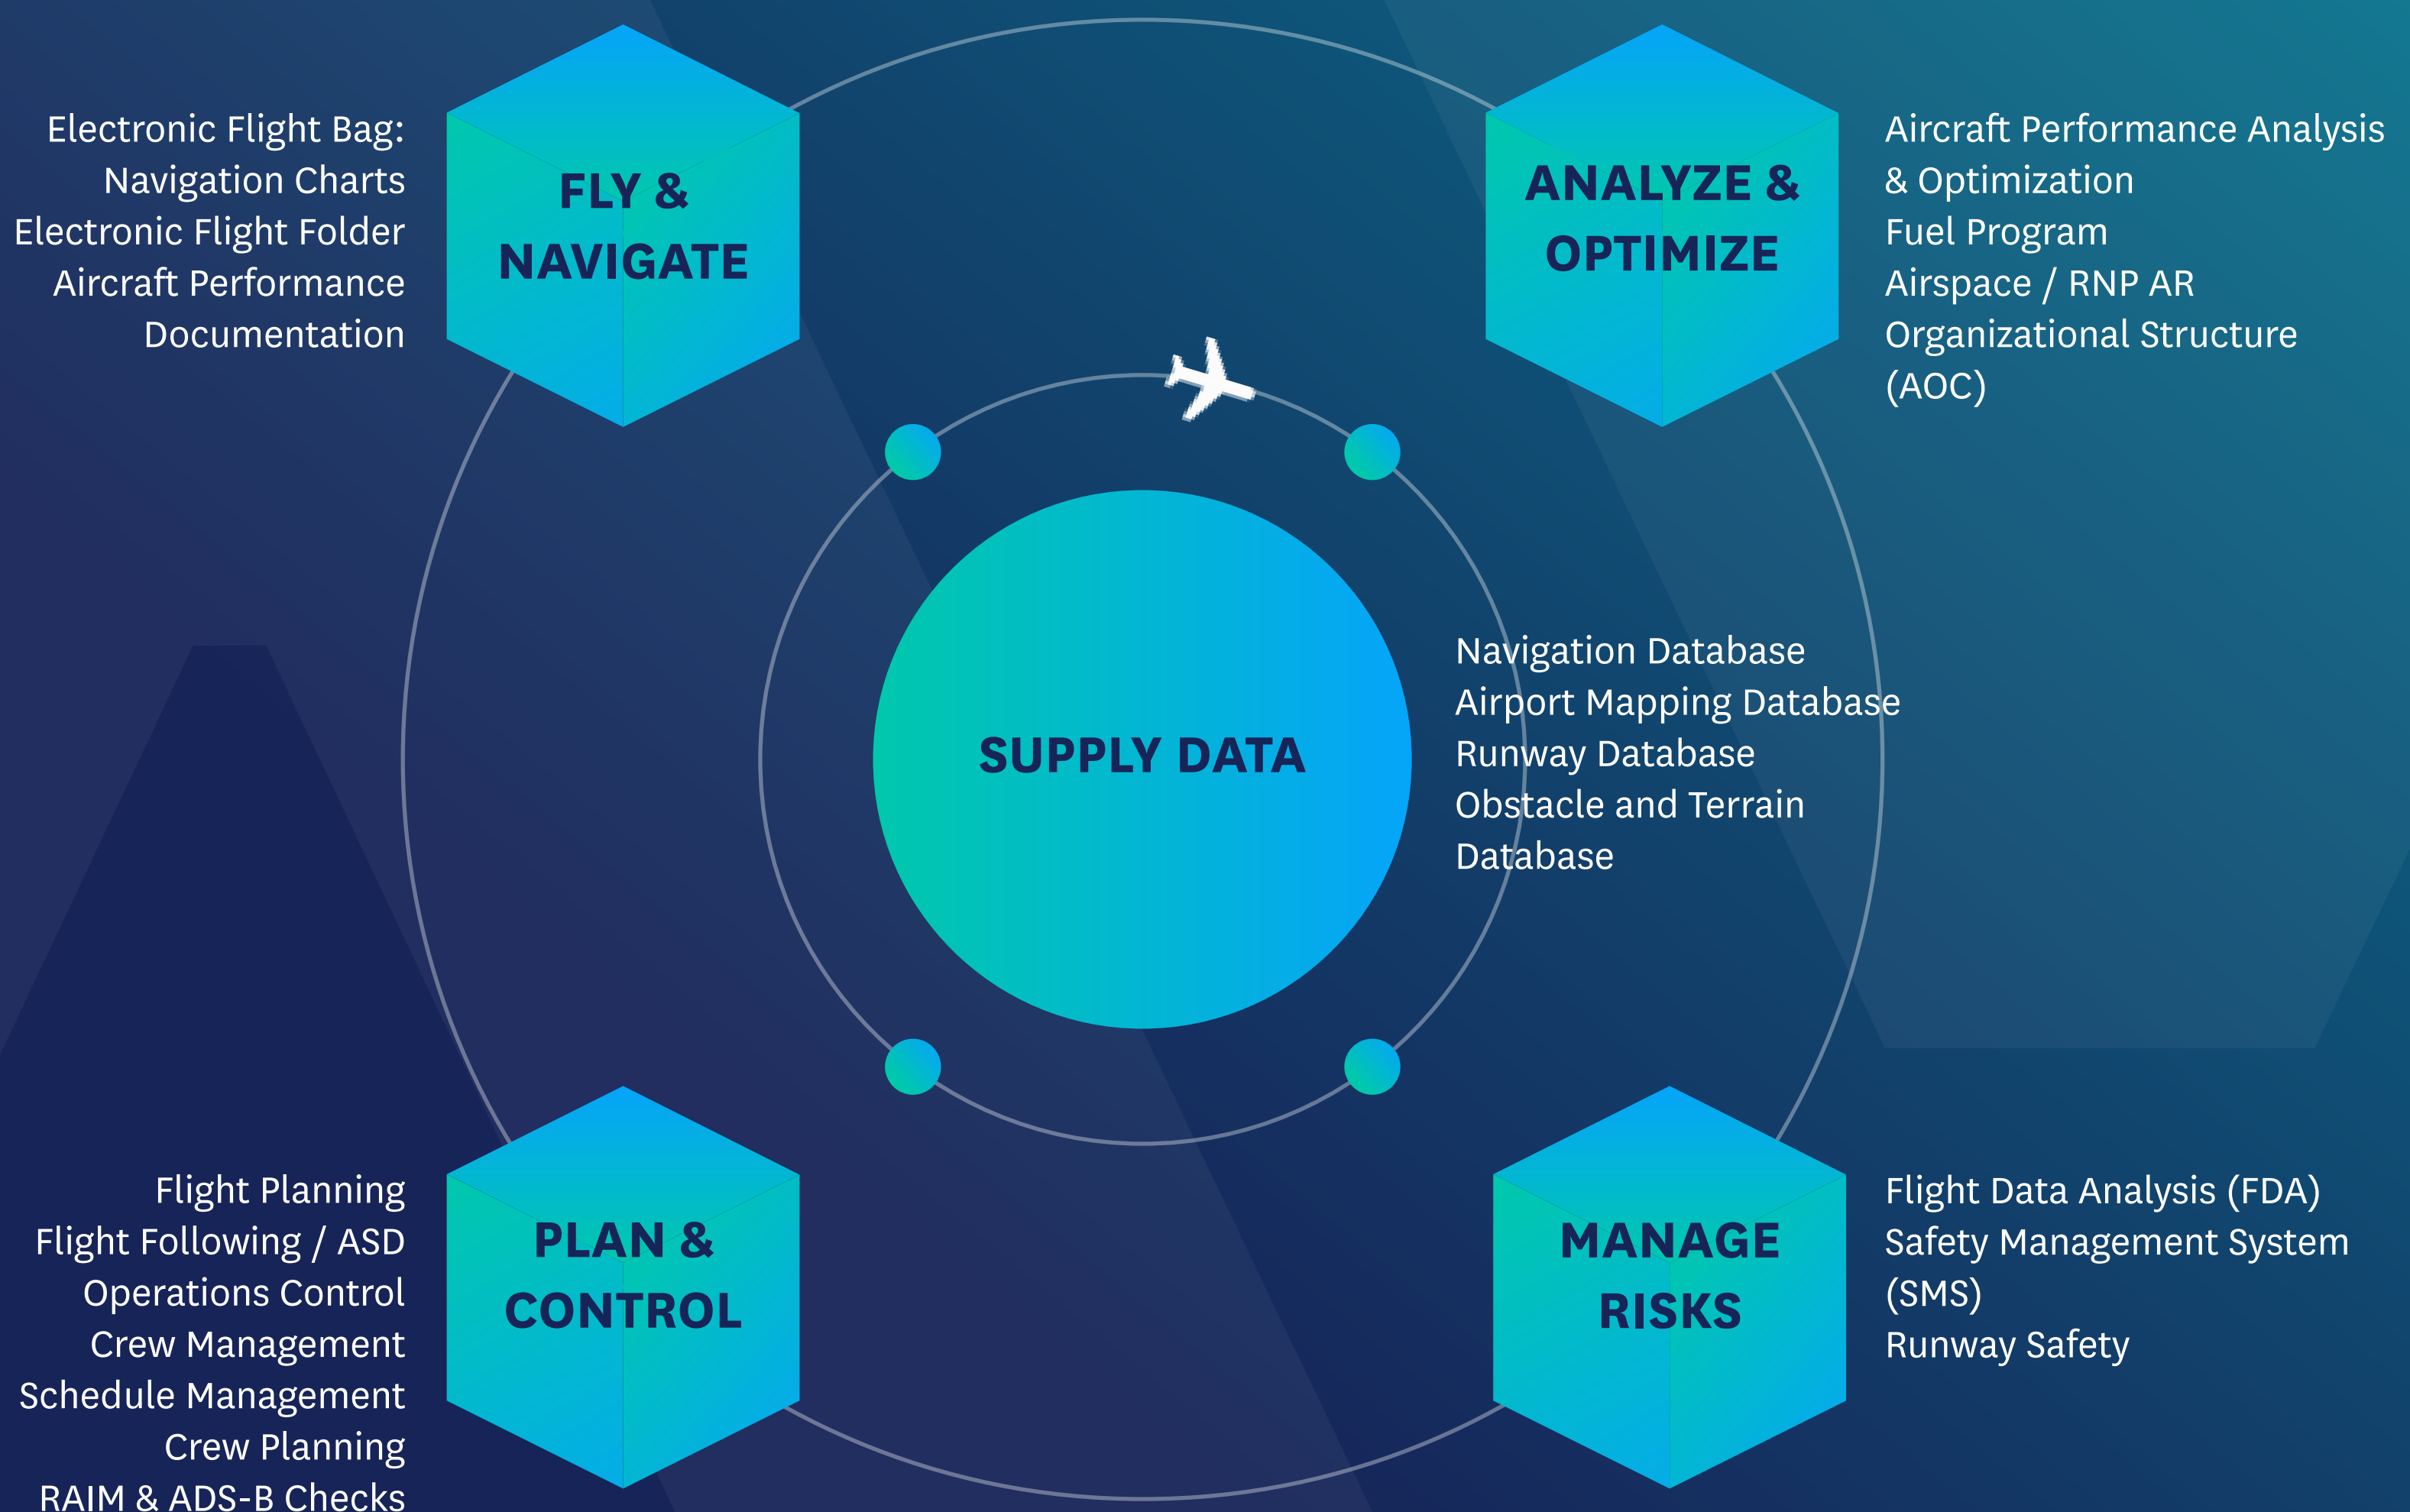 Electronic Flight Bag:
Navigation Charts
Electronic Flight Folder
Aircraft Performance
Documentation
FLY &
NAVIGATE
ANALYZE &
OPTIMIZE
Aircraft Performance Analysis
& Optimization
Fuel Program
Airspace / RNP AR
Organizational Structure
(AOC)
SUPPLY DATA
Navigation Database
Airport Mapping Database
Runway Database
Obstacle and Terrain
Database
Flight Planning
Flight Following / ASD
Operations Control
Crew Management
Schedule Management
Crew Planning
RAIM & ADS-B Checks
PLAN &
CONTROL
MANAGE
RISKS
Flight Data Analysis (FDA)
Safety Management System
(SMS)
Runway Safety